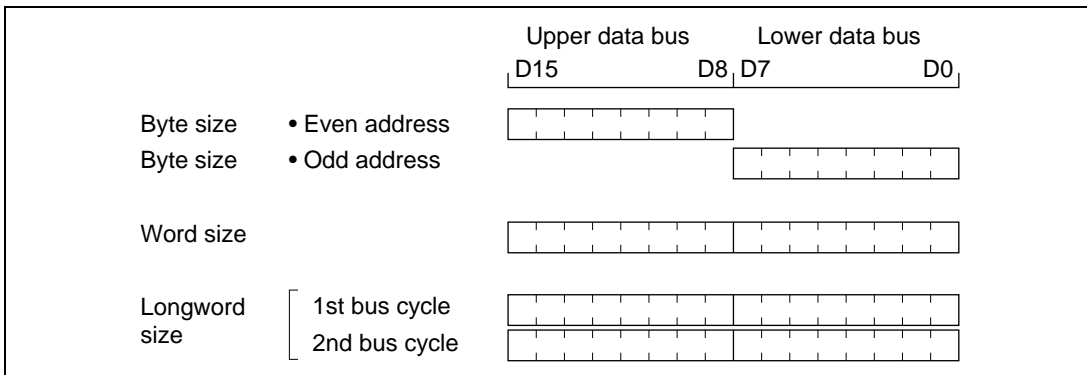 Upper data bus Lower data bus
D15 D8 D7 D0
Byte size • Even address
Byte size • Odd address
Word size
Longword size 1st bus cycle
2nd bus cycle